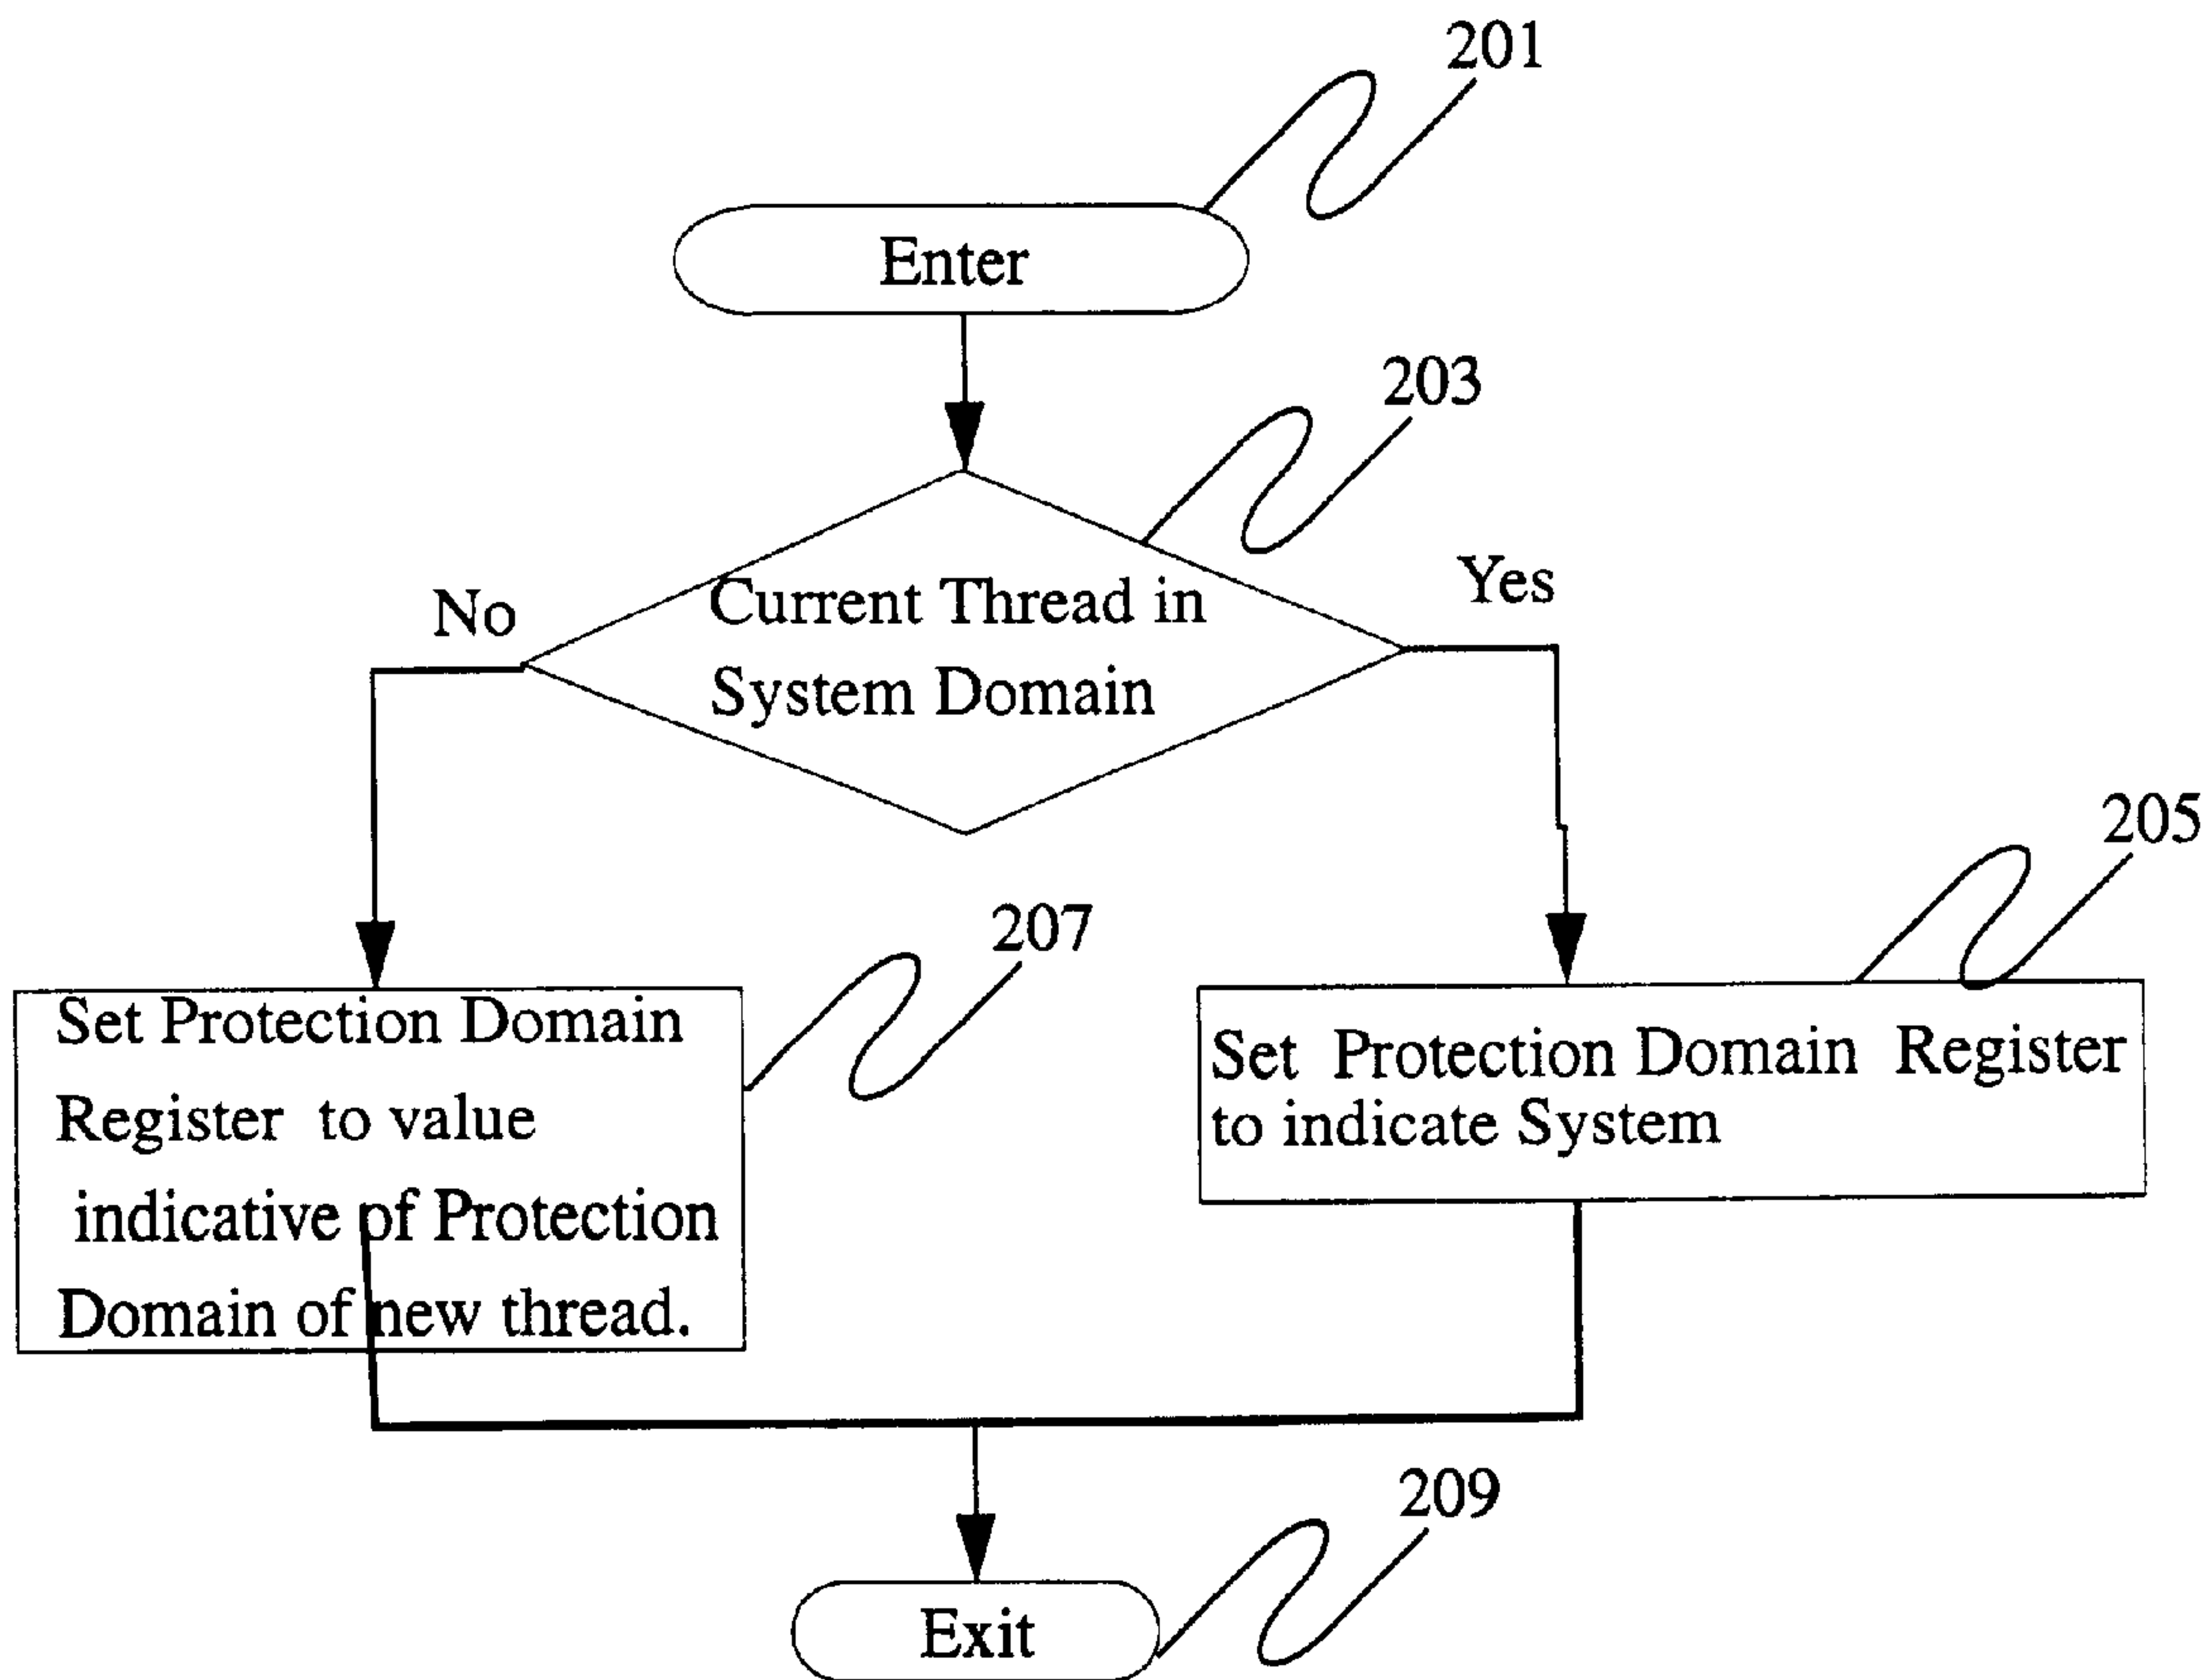 201
Enter
203
Current Thread in
System Domain
No
Yes
205
207
Set Protection Domain
Register to value
indicative of Protection
Domain of new thread.
Set Protection Domain Register
to indicate System
209
Exit